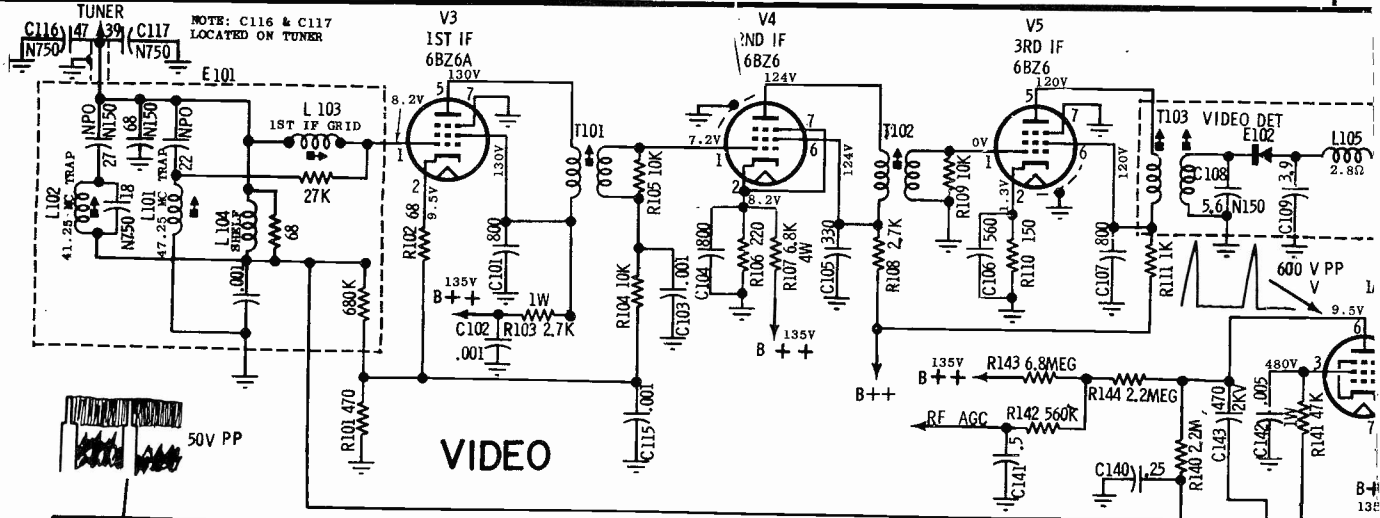 TUNER
C116 47 39 C117
N750 N750
NOTE: C116 & C117
LOCATED ON TUNER
E101
NPO
27
N150
68
N150
NPO
22
L 103
1ST IF GRID
27K
L102
41.25 MC TRAP
18
N750
L101
47.25 MC TRAP
L 104
SHELF
68
.001
680K
R101 470
50V PP
VIDEO
V3
1ST IF
6BZ6A
130V
8.2V
5
7
1
6
2
9.5V
130V
R102 68
C101 800
135V
B++
C102
.001
1W
R103 2.7K
T101
R105 10K
R104 10K
C103 .001
C115 .001
V4
2ND IF
6BZ6
124V
5
7
6
7.2V
1
2
8.2V
124V
C104 800
R106 220
R107 6.8K
4W
C105 330
135V
B ++
T102
R108 2.7K
B++
R109 10K
V5
3RD IF
6BZ6
120V
5
7
0V
1
6
2
1.3V
120V
C106 560
R110 150
C107 800
R111 1K
T103
VIDEO DET
E102
C108
5.6 N150
C109 3.9
L105
2.8Ω
600 V PP
V
1
9.5V
6
480V
3
7
135V
B++
R143 6.8MEG
R144 2.2MEG
RF AGC
R142 560K
C141 .5
C140 .25
R140 2.2M
C143 470
2KV
C142 .005
1W
R141 47K
B+
135